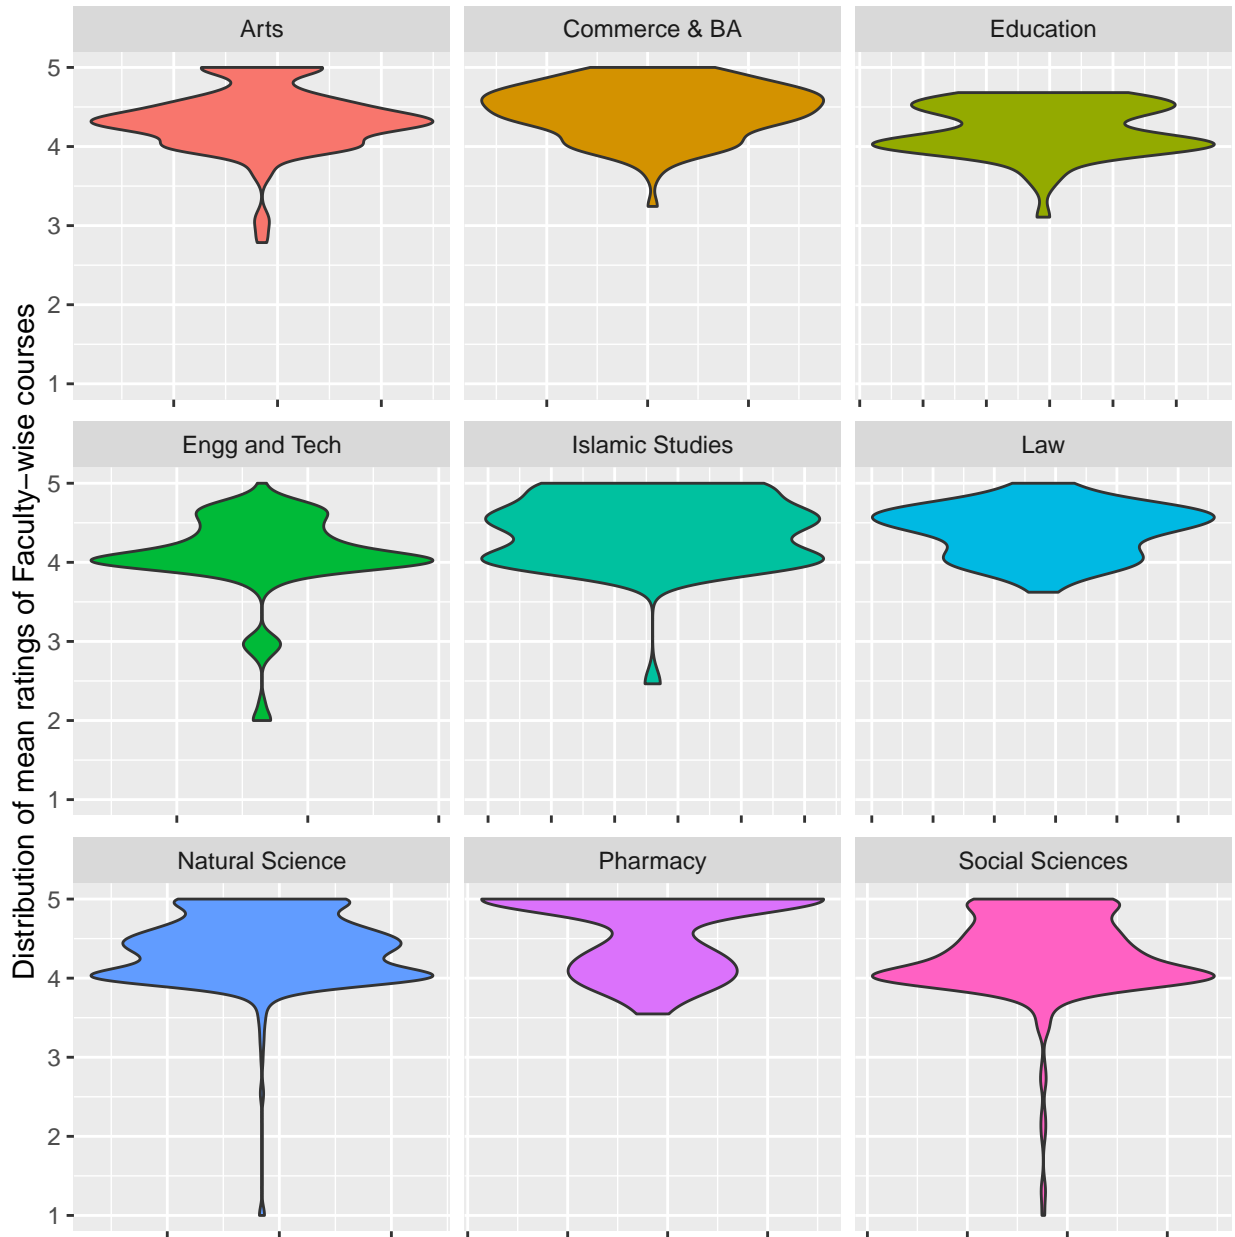 Distribution of mean ratings of Faculty−wise courses
Arts
Commerce & BA
Education
5
4
3
2
1
Engg and Tech
Islamic Studies
Law
5
4
3
2
1
Natural Science
Pharmacy
Social Sciences
5
4
3
2
1